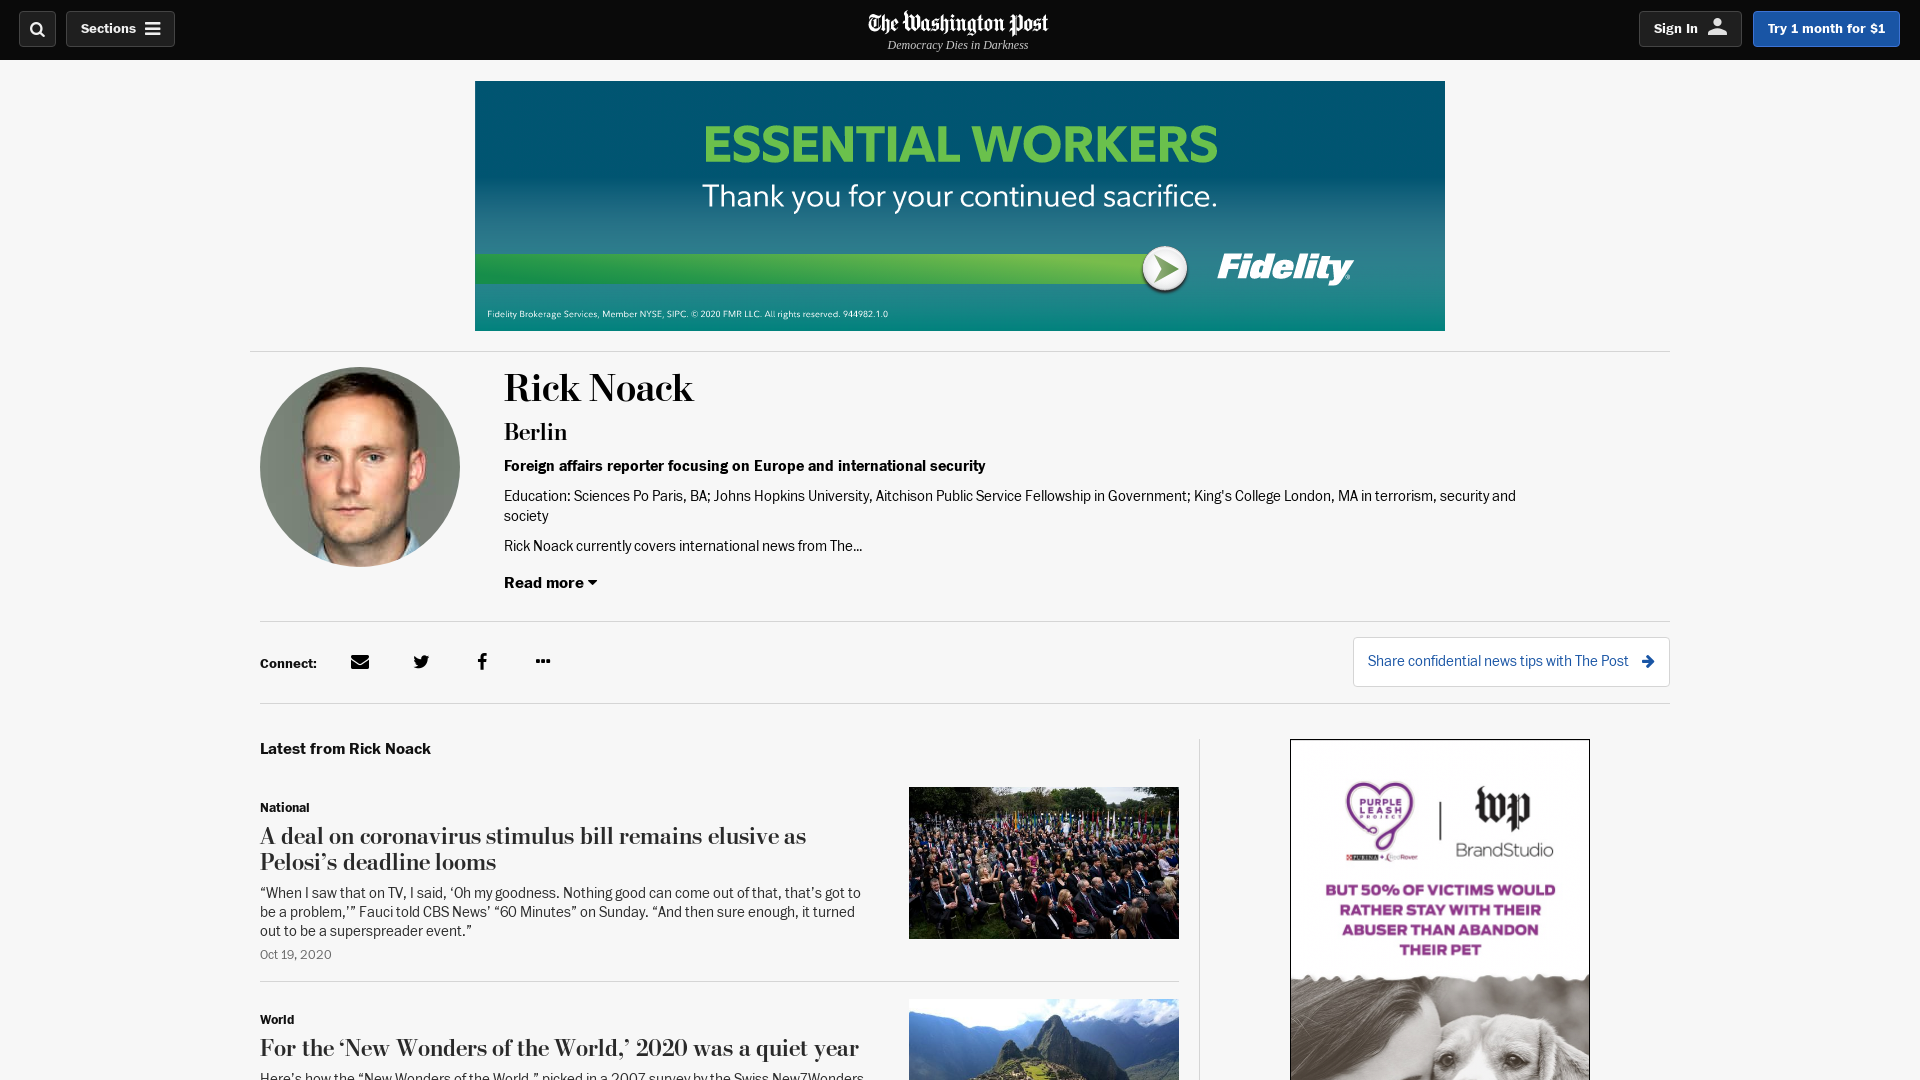 Sections
The Washington Post
Democracy Dies in Darkness
Sign In
Try 1 month for $1
ESSENTIAL WORKERS
Thank you for your continued sacrifice.
Fidelity
Fidelity Brokerage Services, Member NYSE, SIPC. © 2020 FMR LLC. All rights reserved. 944982.1.0
Rick Noack
Berlin
Foreign affairs reporter focusing on Europe and international security
Education: Sciences Po Paris, BA; Johns Hopkins University, Aitchison Public Service Fellowship in Government; King's College London, MA in terrorism, security and
society
Rick Noack currently covers international news from The...
Read more
Connect:
Share confidential news tips with The Post
Latest from Rick Noack
National
A deal on coronavirus stimulus bill remains elusive as
Pelosi’s deadline looms
“When I saw that on TV, I said, ‘Oh my goodness. Nothing good can come out of that, that’s got to
be a problem,’” Fauci told CBS News’ “60 Minutes” on Sunday. “And then sure enough, it turned
out to be a superspreader event.”
Oct 19, 2020
World
For the ‘New Wonders of the World,’ 2020 was a quiet year
Here’s how the “New Wonders of the World,” picked in a 2007 survey by the Swiss New7Wonders
PURPLE
LEASH
PROJECT
PURINA + RedRover
wp
BrandStudio
BUT 50% OF VICTIMS WOULD
RATHER STAY WITH THEIR
ABUSER THAN ABANDON
THEIR PET